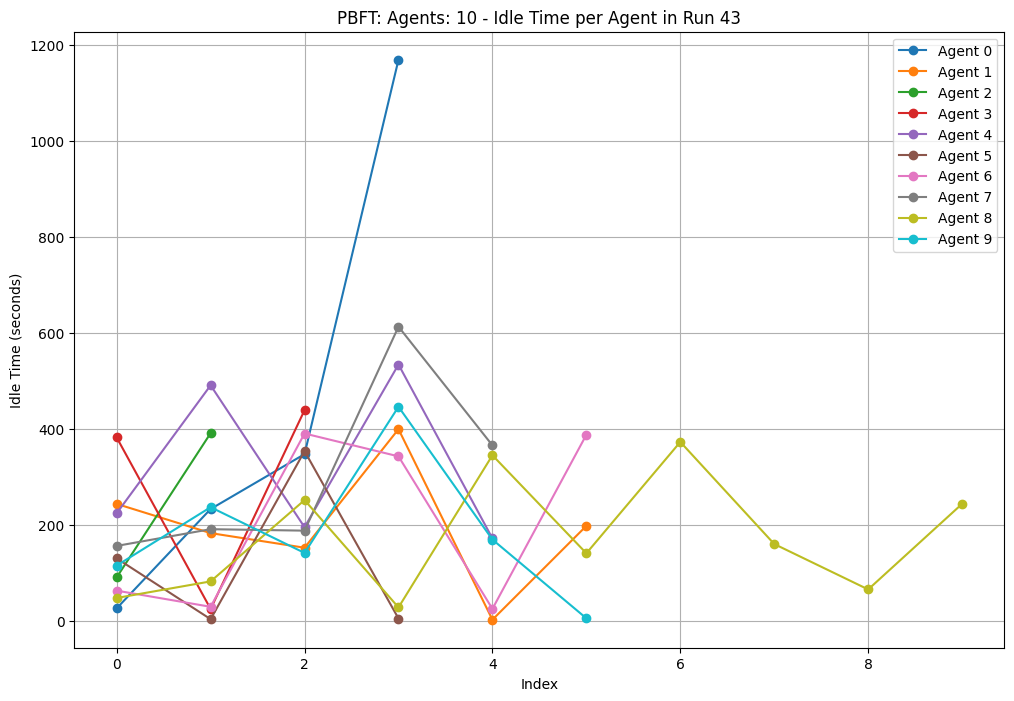 PBFT: Agents: 10 - Idle Time per Agent in Run 43
1200
1000
800
600
400
200
0
Idle Time (seconds)
0
2
4
6
8
Index
Agent 0
Agent 1
Agent 2
Agent 3
Agent 4
Agent 5
Agent 6
Agent 7
Agent 8
Agent 9